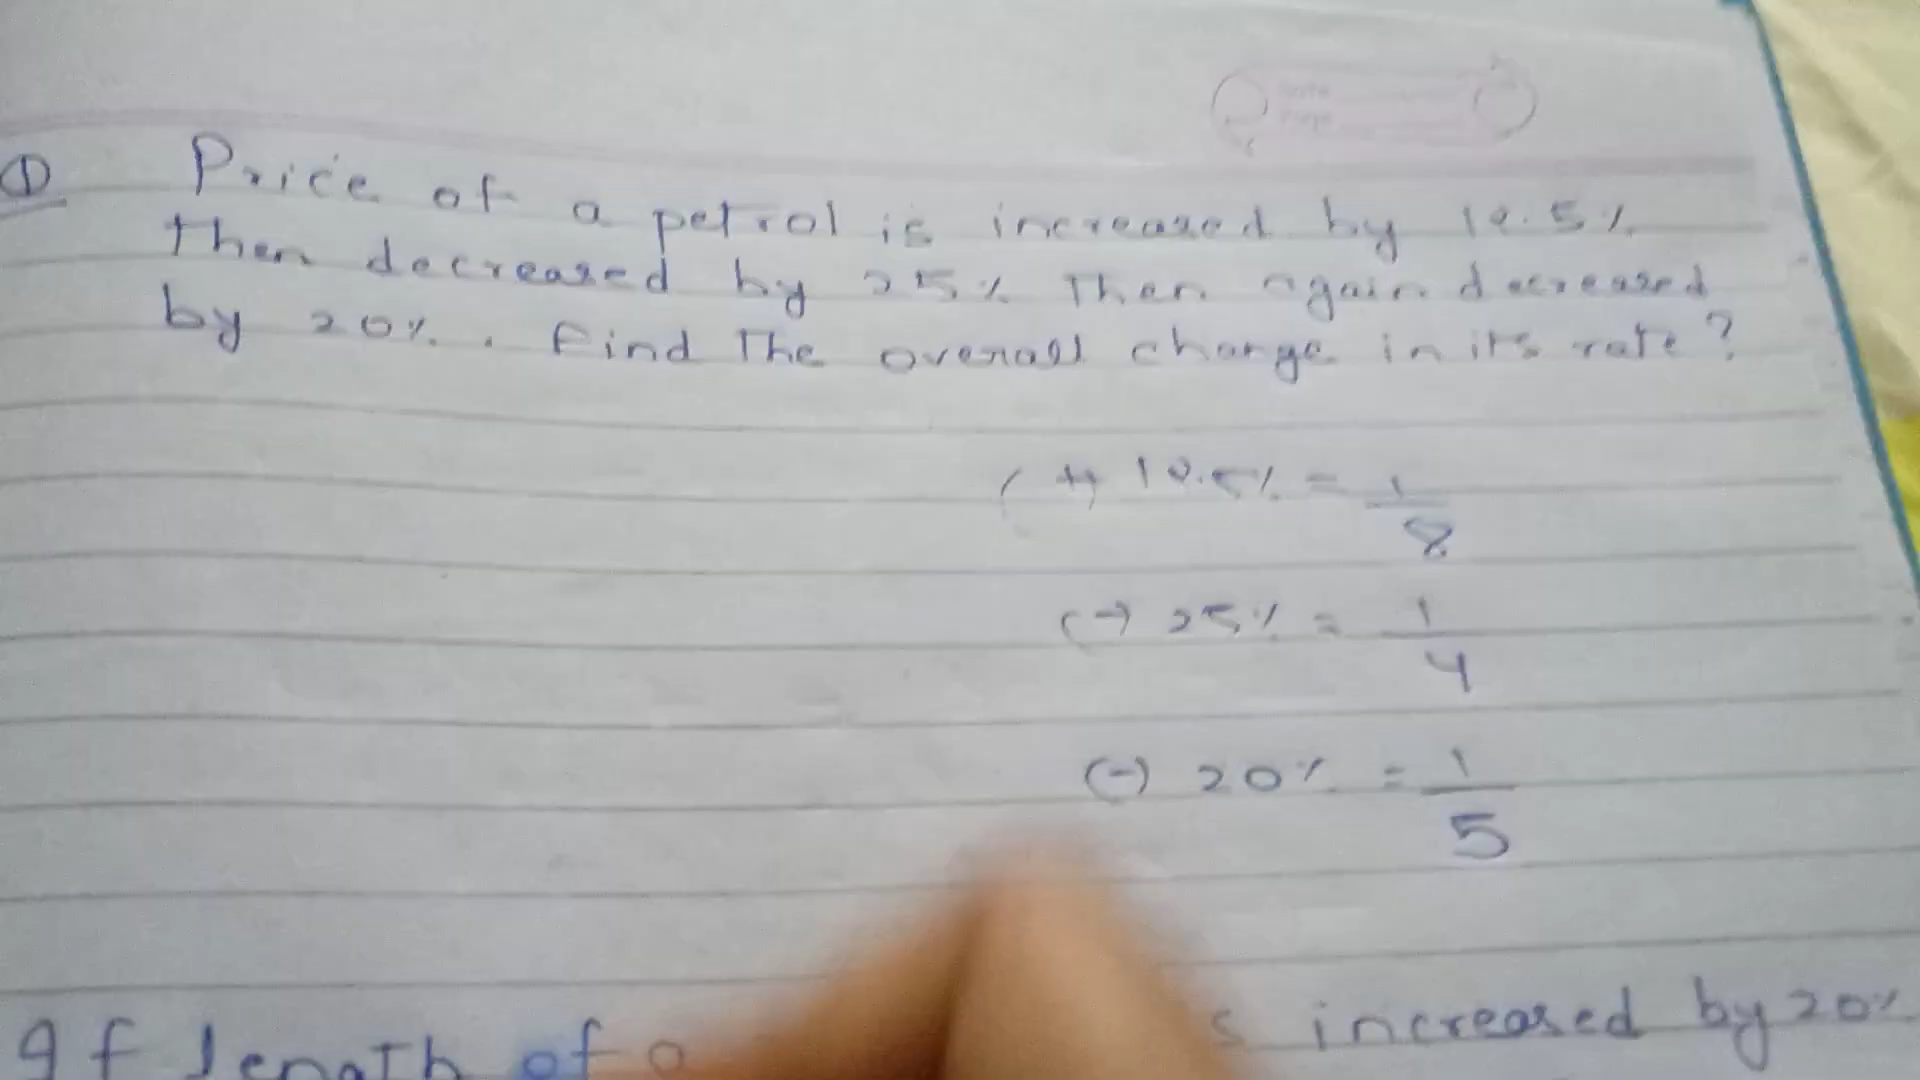 ① Price of a petrol is increased by 12.5%
then decreased by 25% Then again decreased
by 20%. find The overall change in its rate?
(+) 12.5% = 1/8
(-) 25% = 1/4
(-) 20% = 1/5
If length of a increased by 20%